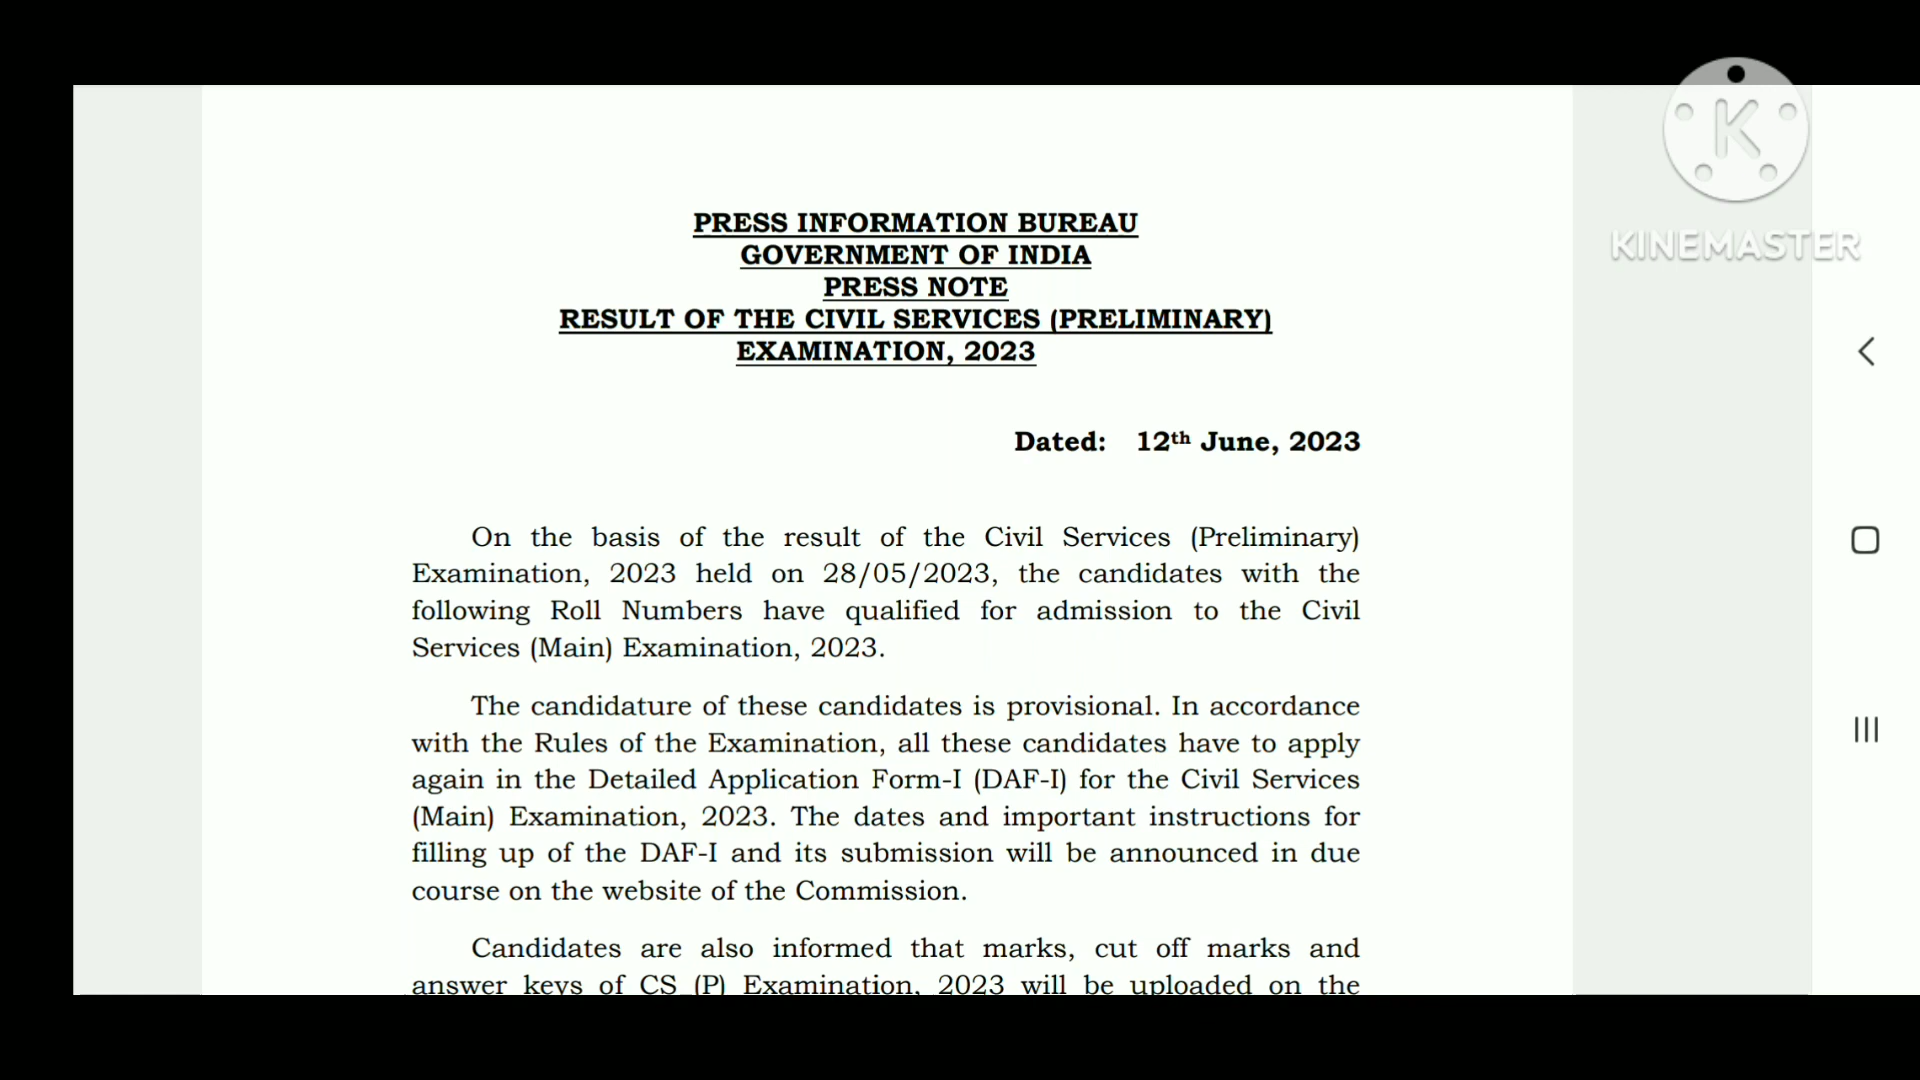 K
KINEMASTER
PRESS INFORMATION BUREAU
GOVERNMENT OF INDIA
PRESS NOTE
RESULT OF THE CIVIL SERVICES (PRELIMINARY)
EXAMINATION, 2023
Dated: 12th June, 2023
On the basis of the result of the Civil Services (Preliminary)
Examination, 2023 held on 28/05/2023, the candidates with the
following Roll Numbers have qualified for admission to the Civil
Services (Main) Examination, 2023.
The candidature of these candidates is provisional. In accordance
with the Rules of the Examination, all these candidates have to apply
again in the Detailed Application Form-I (DAF-I) for the Civil Services
(Main) Examination, 2023. The dates and important instructions for
filling up of the DAF-I and its submission will be announced in due
course on the website of the Commission.
Candidates are also informed that marks, cut off marks and
answer keys of CS (P) Examination, 2023 will be uploaded on the